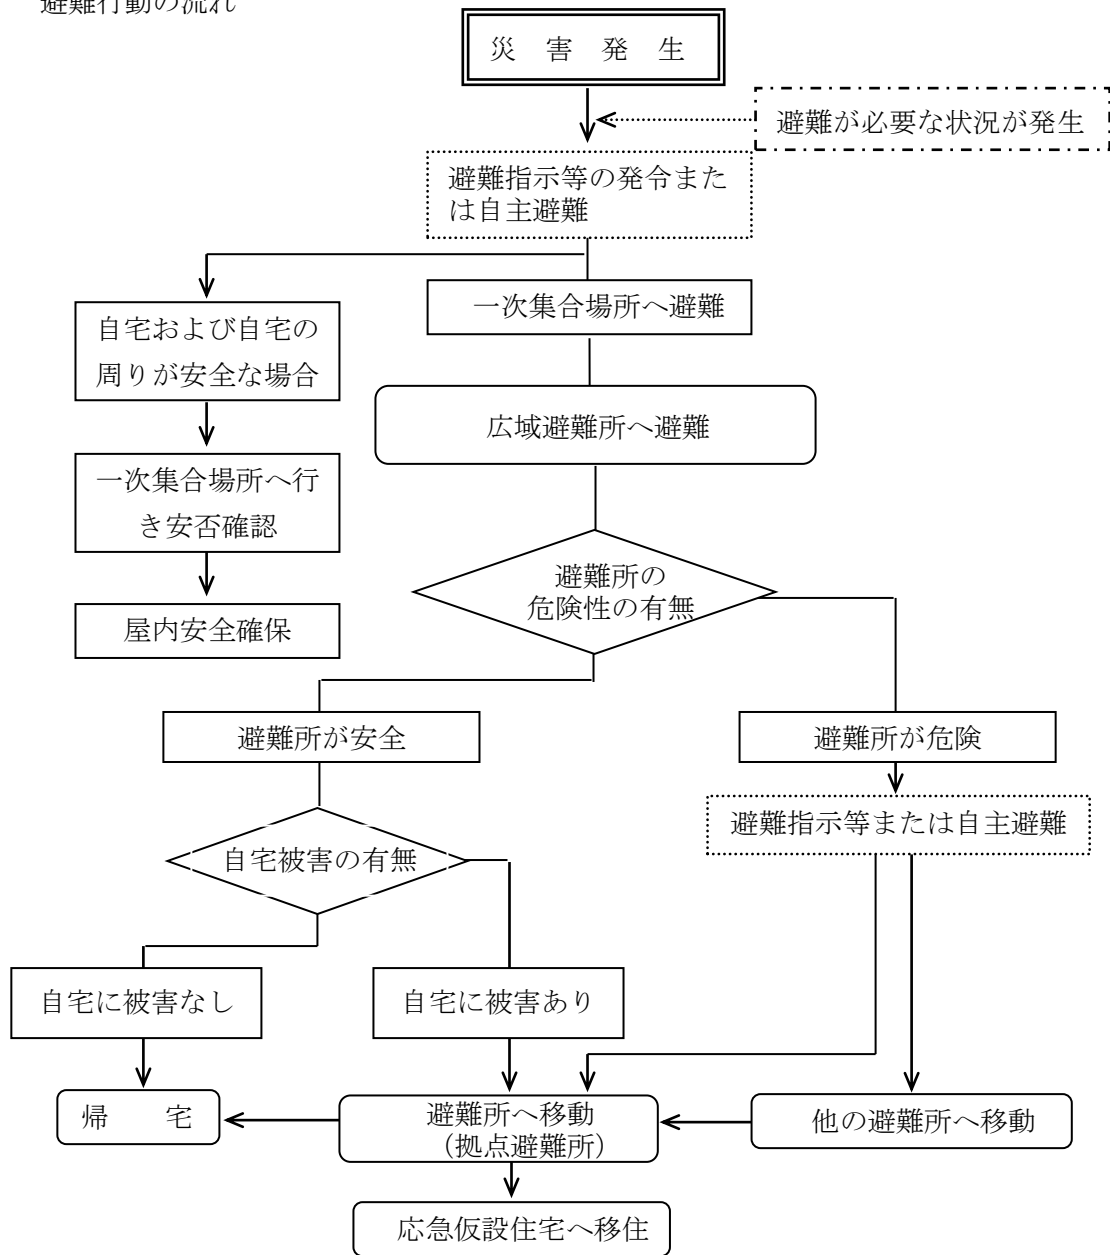 避難行動の流れ
災　害　発　生
避難が必要な状況が発生
避難指示等の発令また
は自主避難
一次集合場所へ避難
自宅および自宅の
周りが安全な場合
広域避難所へ避難
一次集合場所へ行
き安否確認
避難所の
危険性の有無
屋内安全確保
避難所が安全
避難所が危険
避難指示等または自主避難
自宅被害の有無
自宅に被害なし
自宅に被害あり
帰　　宅
避難所へ移動
（拠点避難所）
他の避難所へ移動
応急仮設住宅へ移住